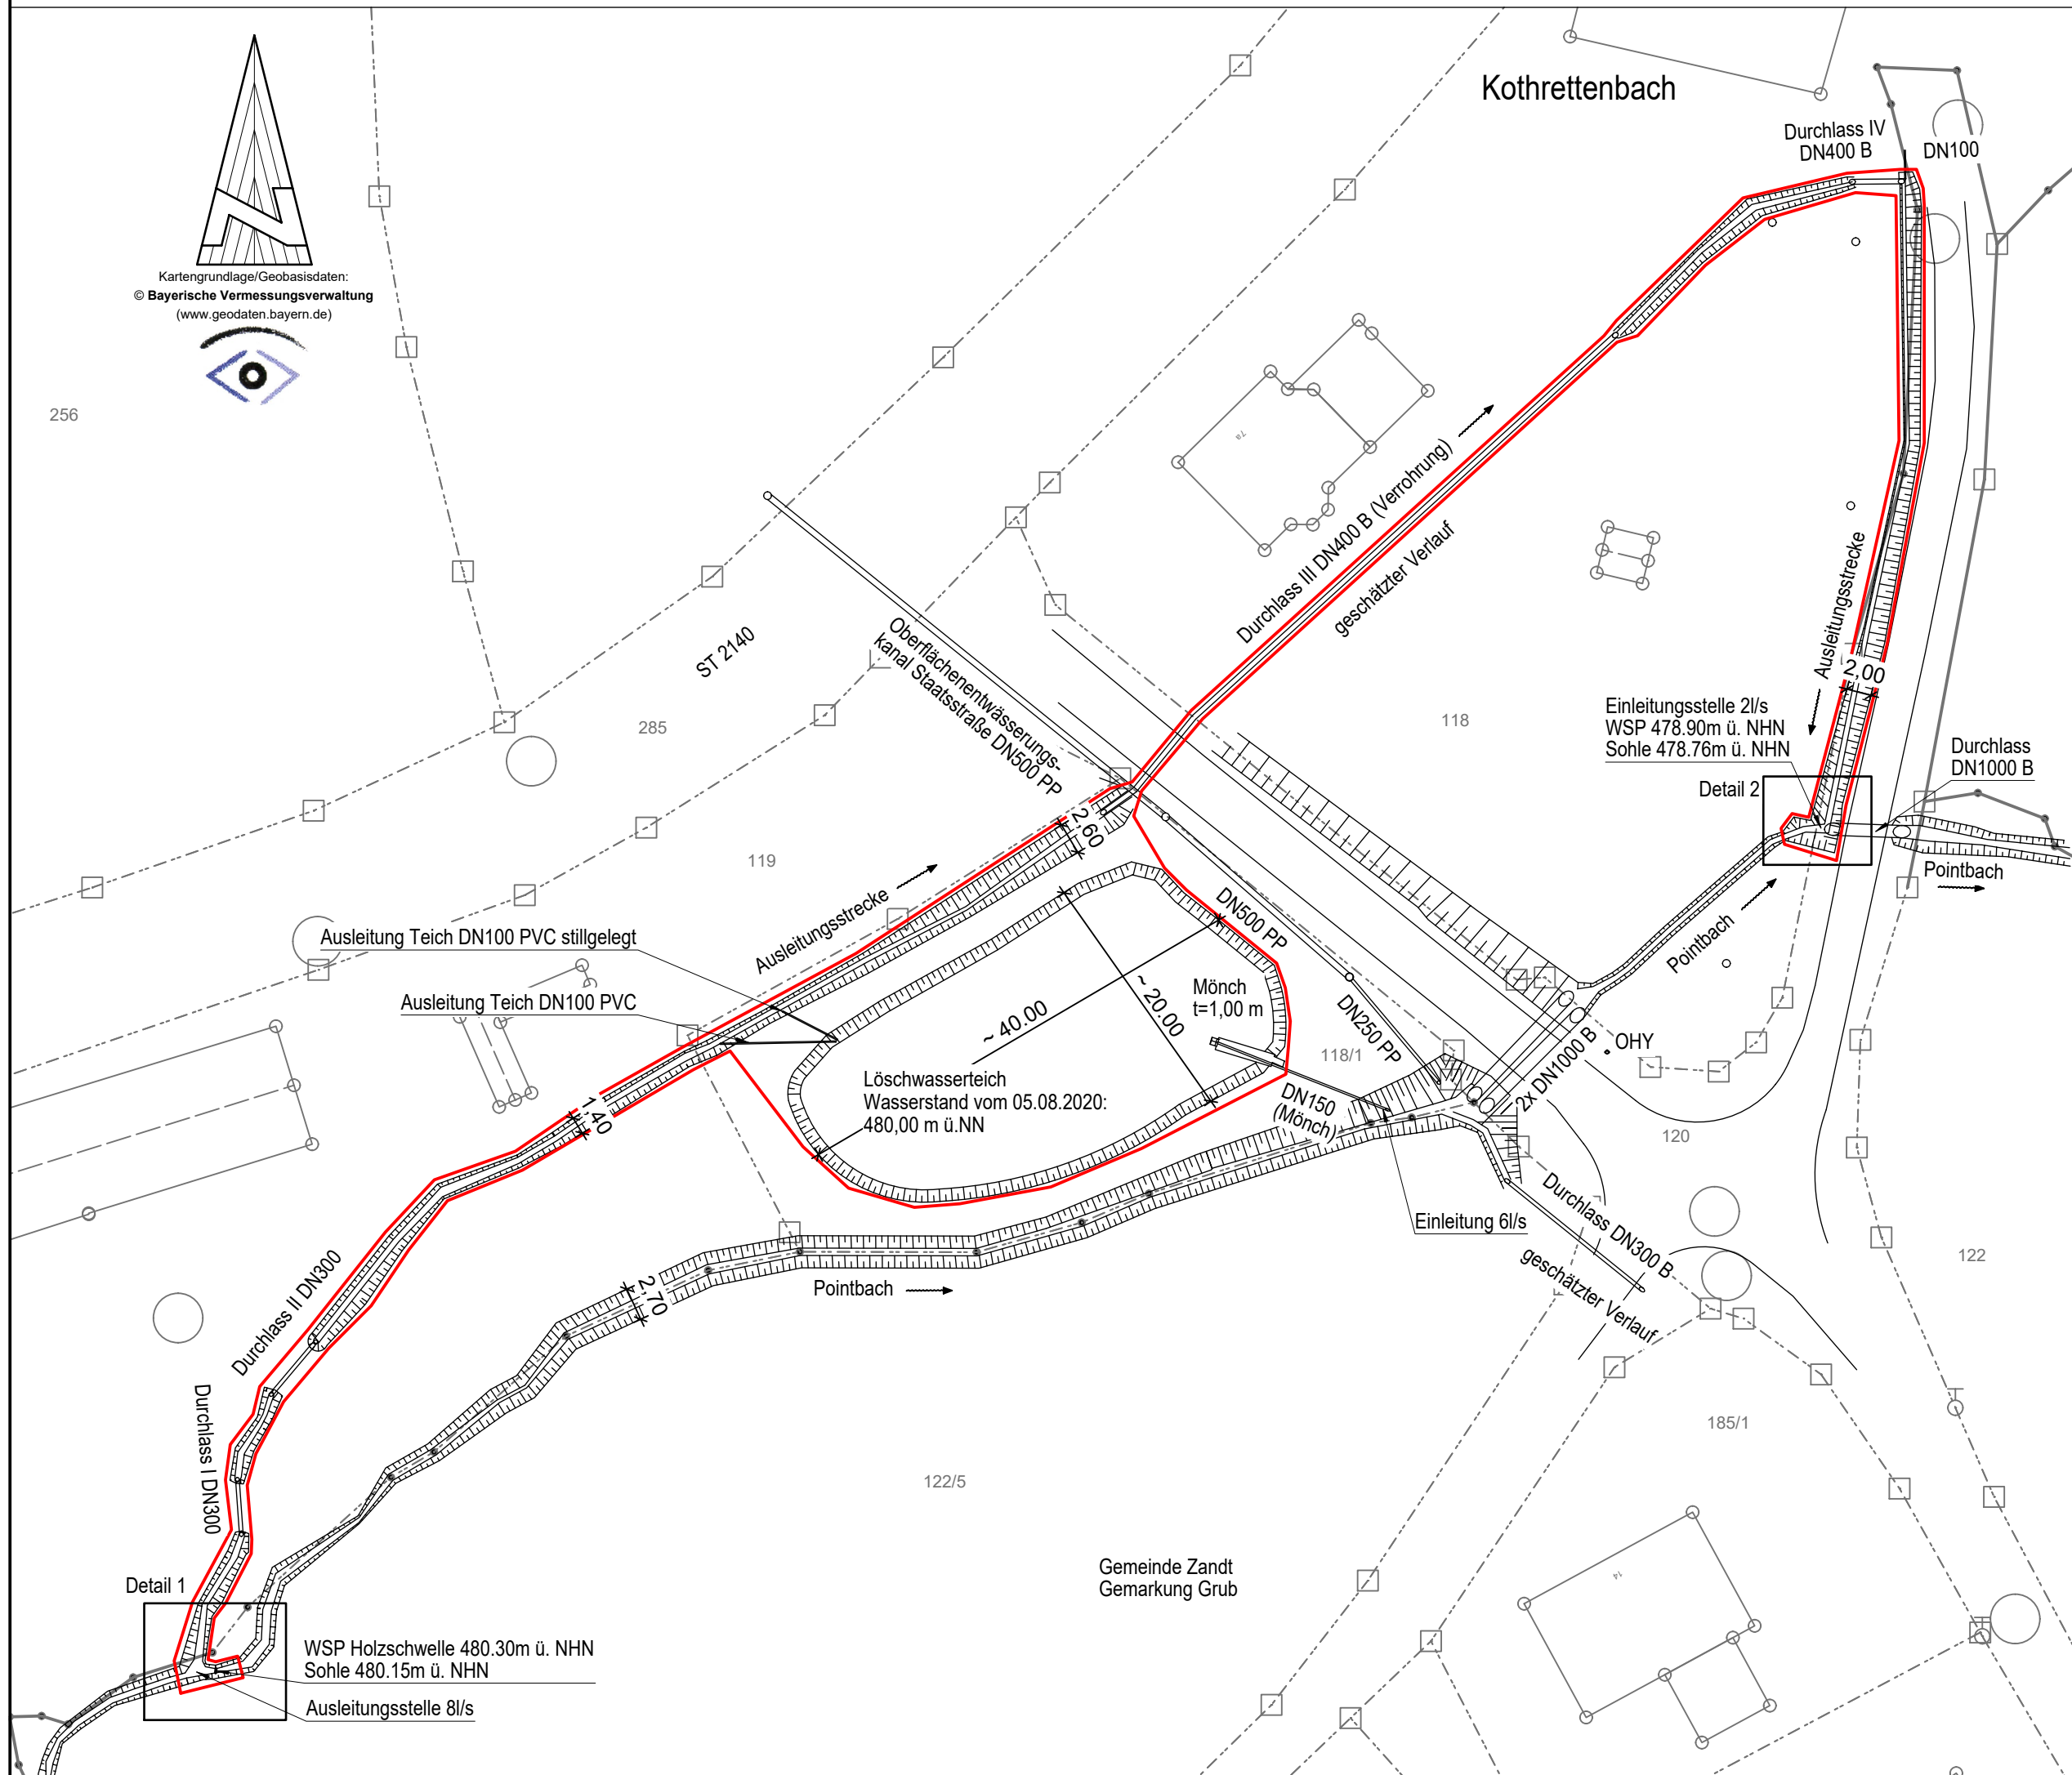 Kothrettenbach
Durchlass IV
DN400 B
DN100
Kartengrundlage/Geobasisdaten:
© Bayerische Vermessungsverwaltung
(www.geodaten.bayern.de)
256
7a
Durchlass III DN400 B (Verrohrung)
geschätzter Verlauf
Oberflächenentwässerungs-
kanal Staatsstraße DN500 PP
ST 2140
285
118
Ausleitungsstrecke
2,00
Einleitungsstelle 2l/s
WSP 478.90m ü. NHN
Sohle 478.76m ü. NHN
Durchlass
DN1000 B
Detail 2
Pointbach
Pointbach
119
2,60
Ausleitungsstrecke
Ausleitung Teich DN100 PVC stillgelegt
Ausleitung Teich DN100 PVC
DN500 PP
~ 40.00
~ 20.00
Mönch
t=1,00 m
DN250 PP
118/1
OHY
2x DN1000 B
Löschwasserteich
Wasserstand vom 05.08.2020:
480,00 m ü.NN
DN150
(Mönch)
1,40
120
Einleitung 6l/s
Durchlass DN300 B
geschätzter Verlauf
122
Durchlass II DN300
Pointbach
2,70
Durchlass I DN300
185/1
122/5
Gemeinde Zandt
Gemarkung Grub
14
Detail 1
WSP Holzschwelle 480.30m ü. NHN
Sohle 480.15m ü. NHN
Ausleitungsstelle 8l/s